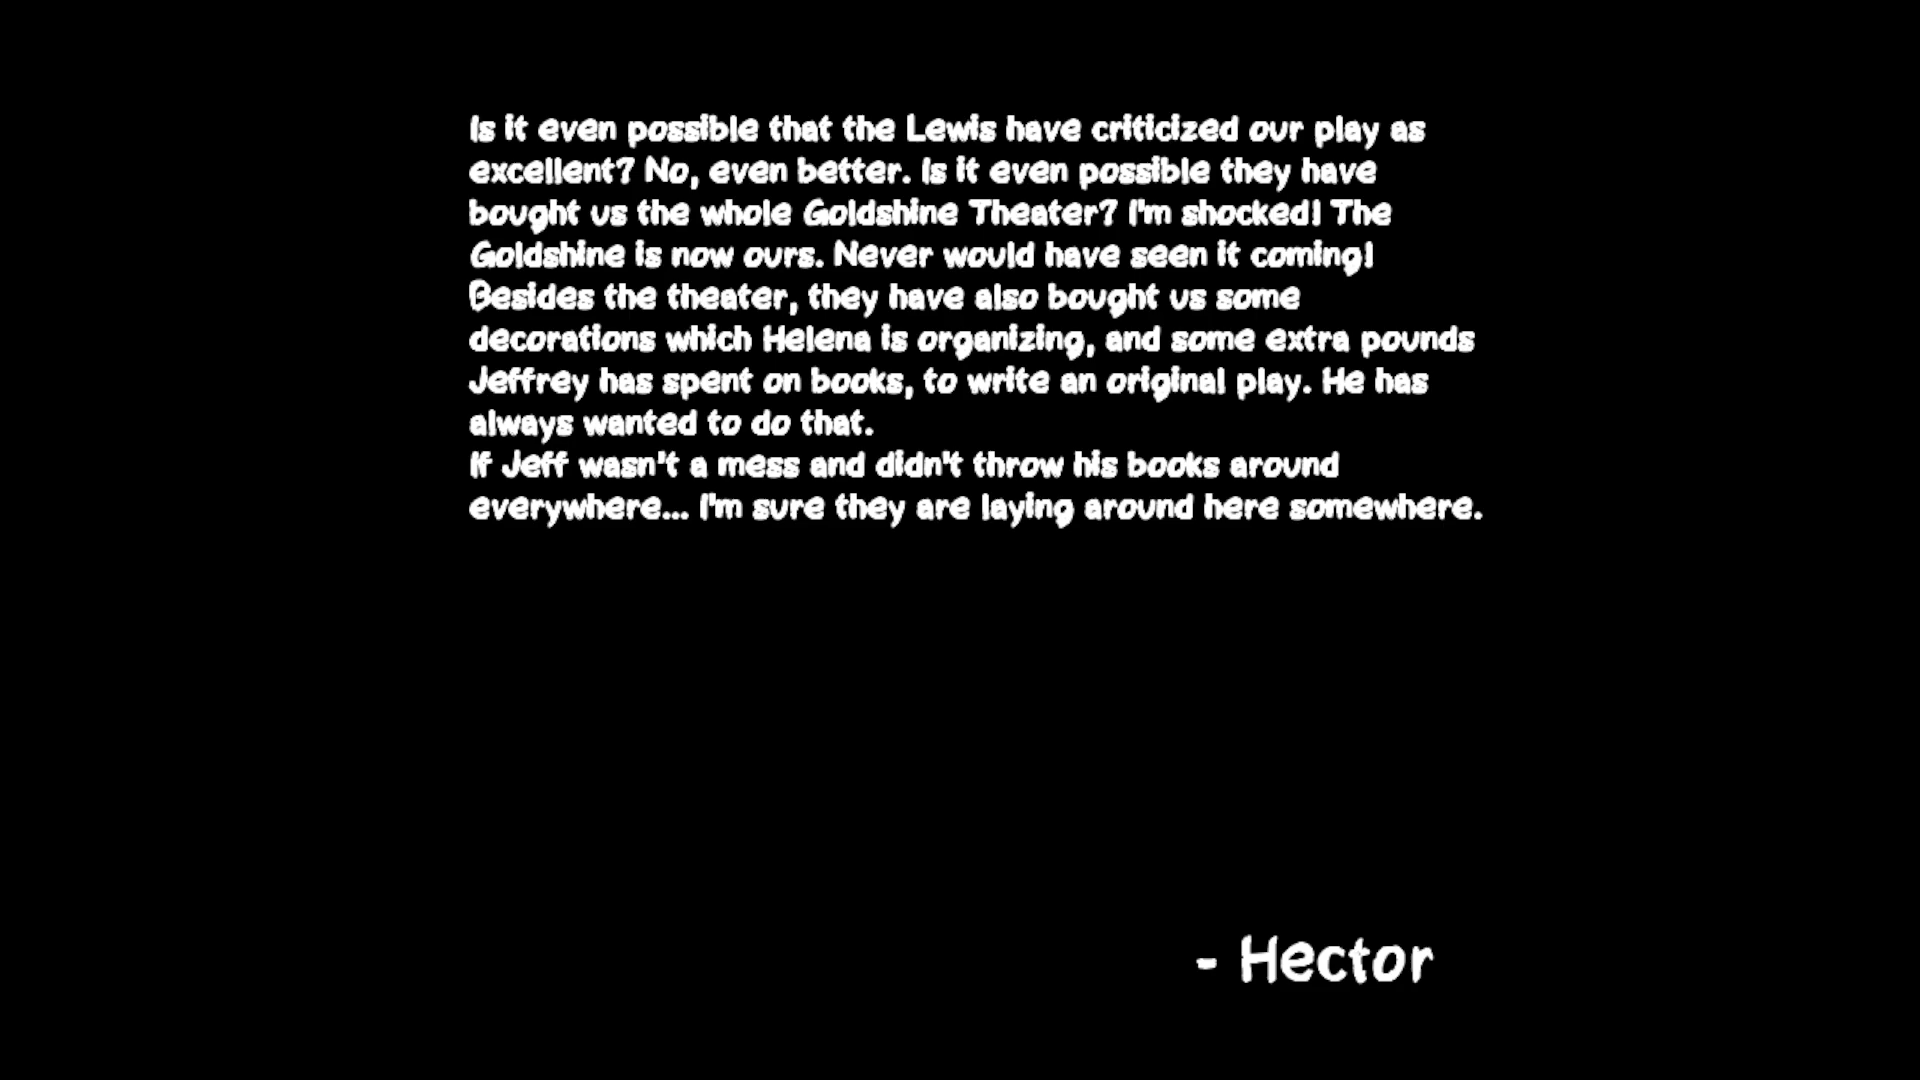 Is it even possible that the Lewis have criticized our play as
excellent? No, even better. Is it even possible they have
bought us the whole Goldshine Theater? I'm shocked! The
Goldshine is now ours. Never would have seen it coming!
Besides the theater, they have also bought us some
decorations which Helena is organizing, and some extra pounds
Jeffrey has spent on books, to write an original play. He has
always wanted to do that.
If Jeff wasn't a mess and didn't throw his books around
everywhere... I'm sure they are laying around here somewhere.
- Hector